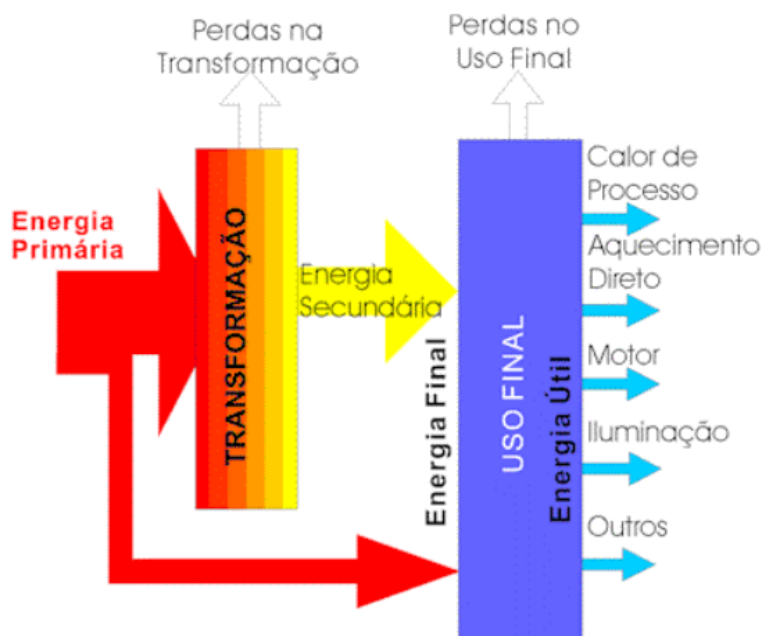 Perdas na
Transformação
Perdas no
Uso Final
Energia
Primária
TRANSFORMAÇÃO
Energia
Secundária
Energia Final
USO FINAL
Energia Útil
Calor de
Processo
Aquecimento
Direto
Motor
Iluminação
Outros